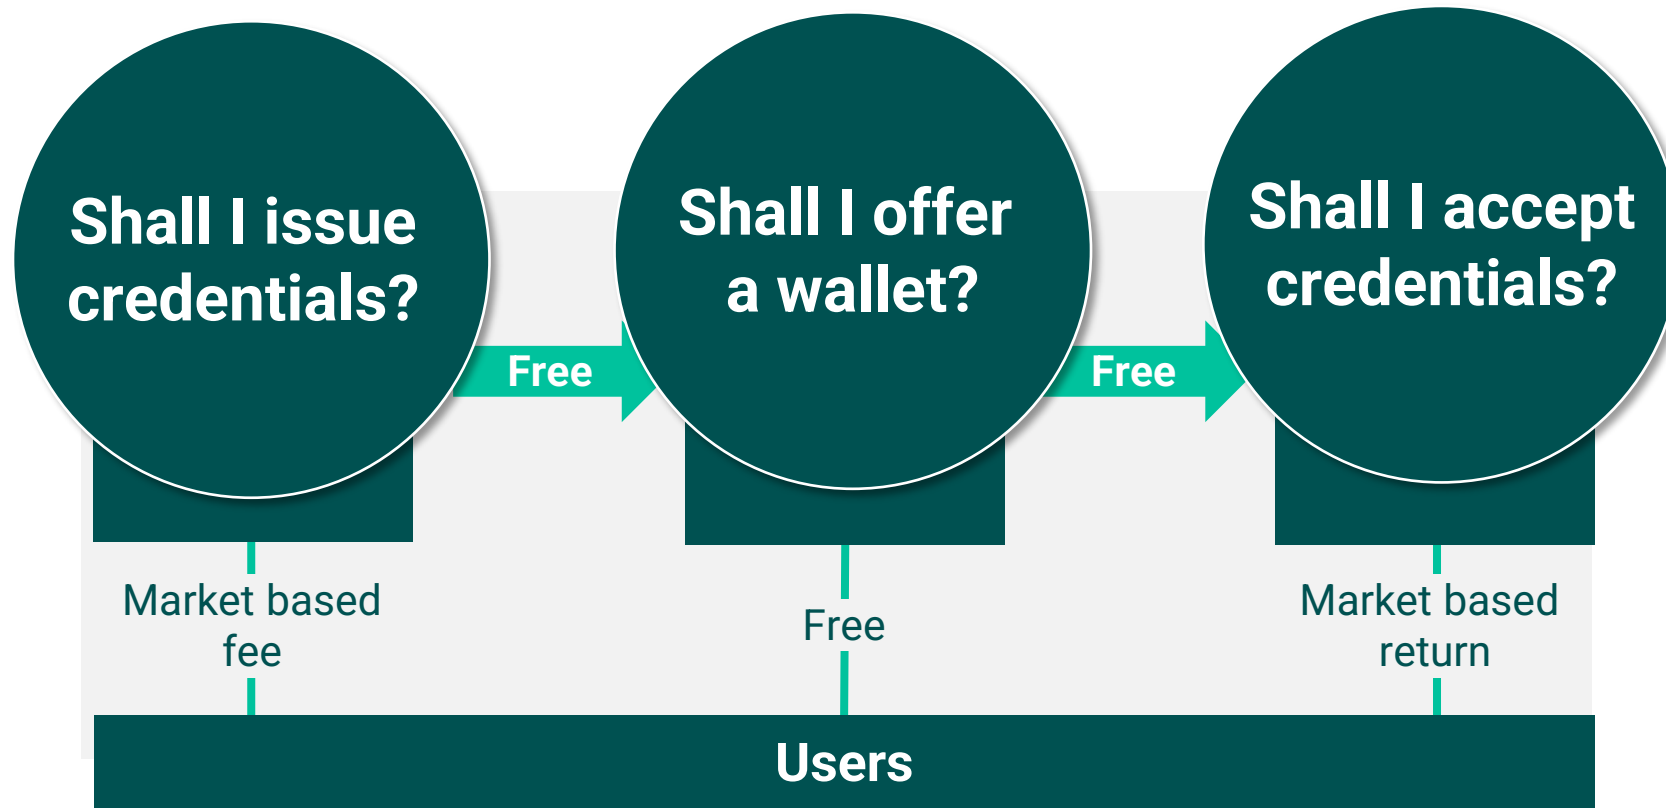 Shall I issue
credentials?
Shall I offer
a wallet?
Shall I accept
credentials?
Free
Free
Market based
fee
Free
Market based
return
Users